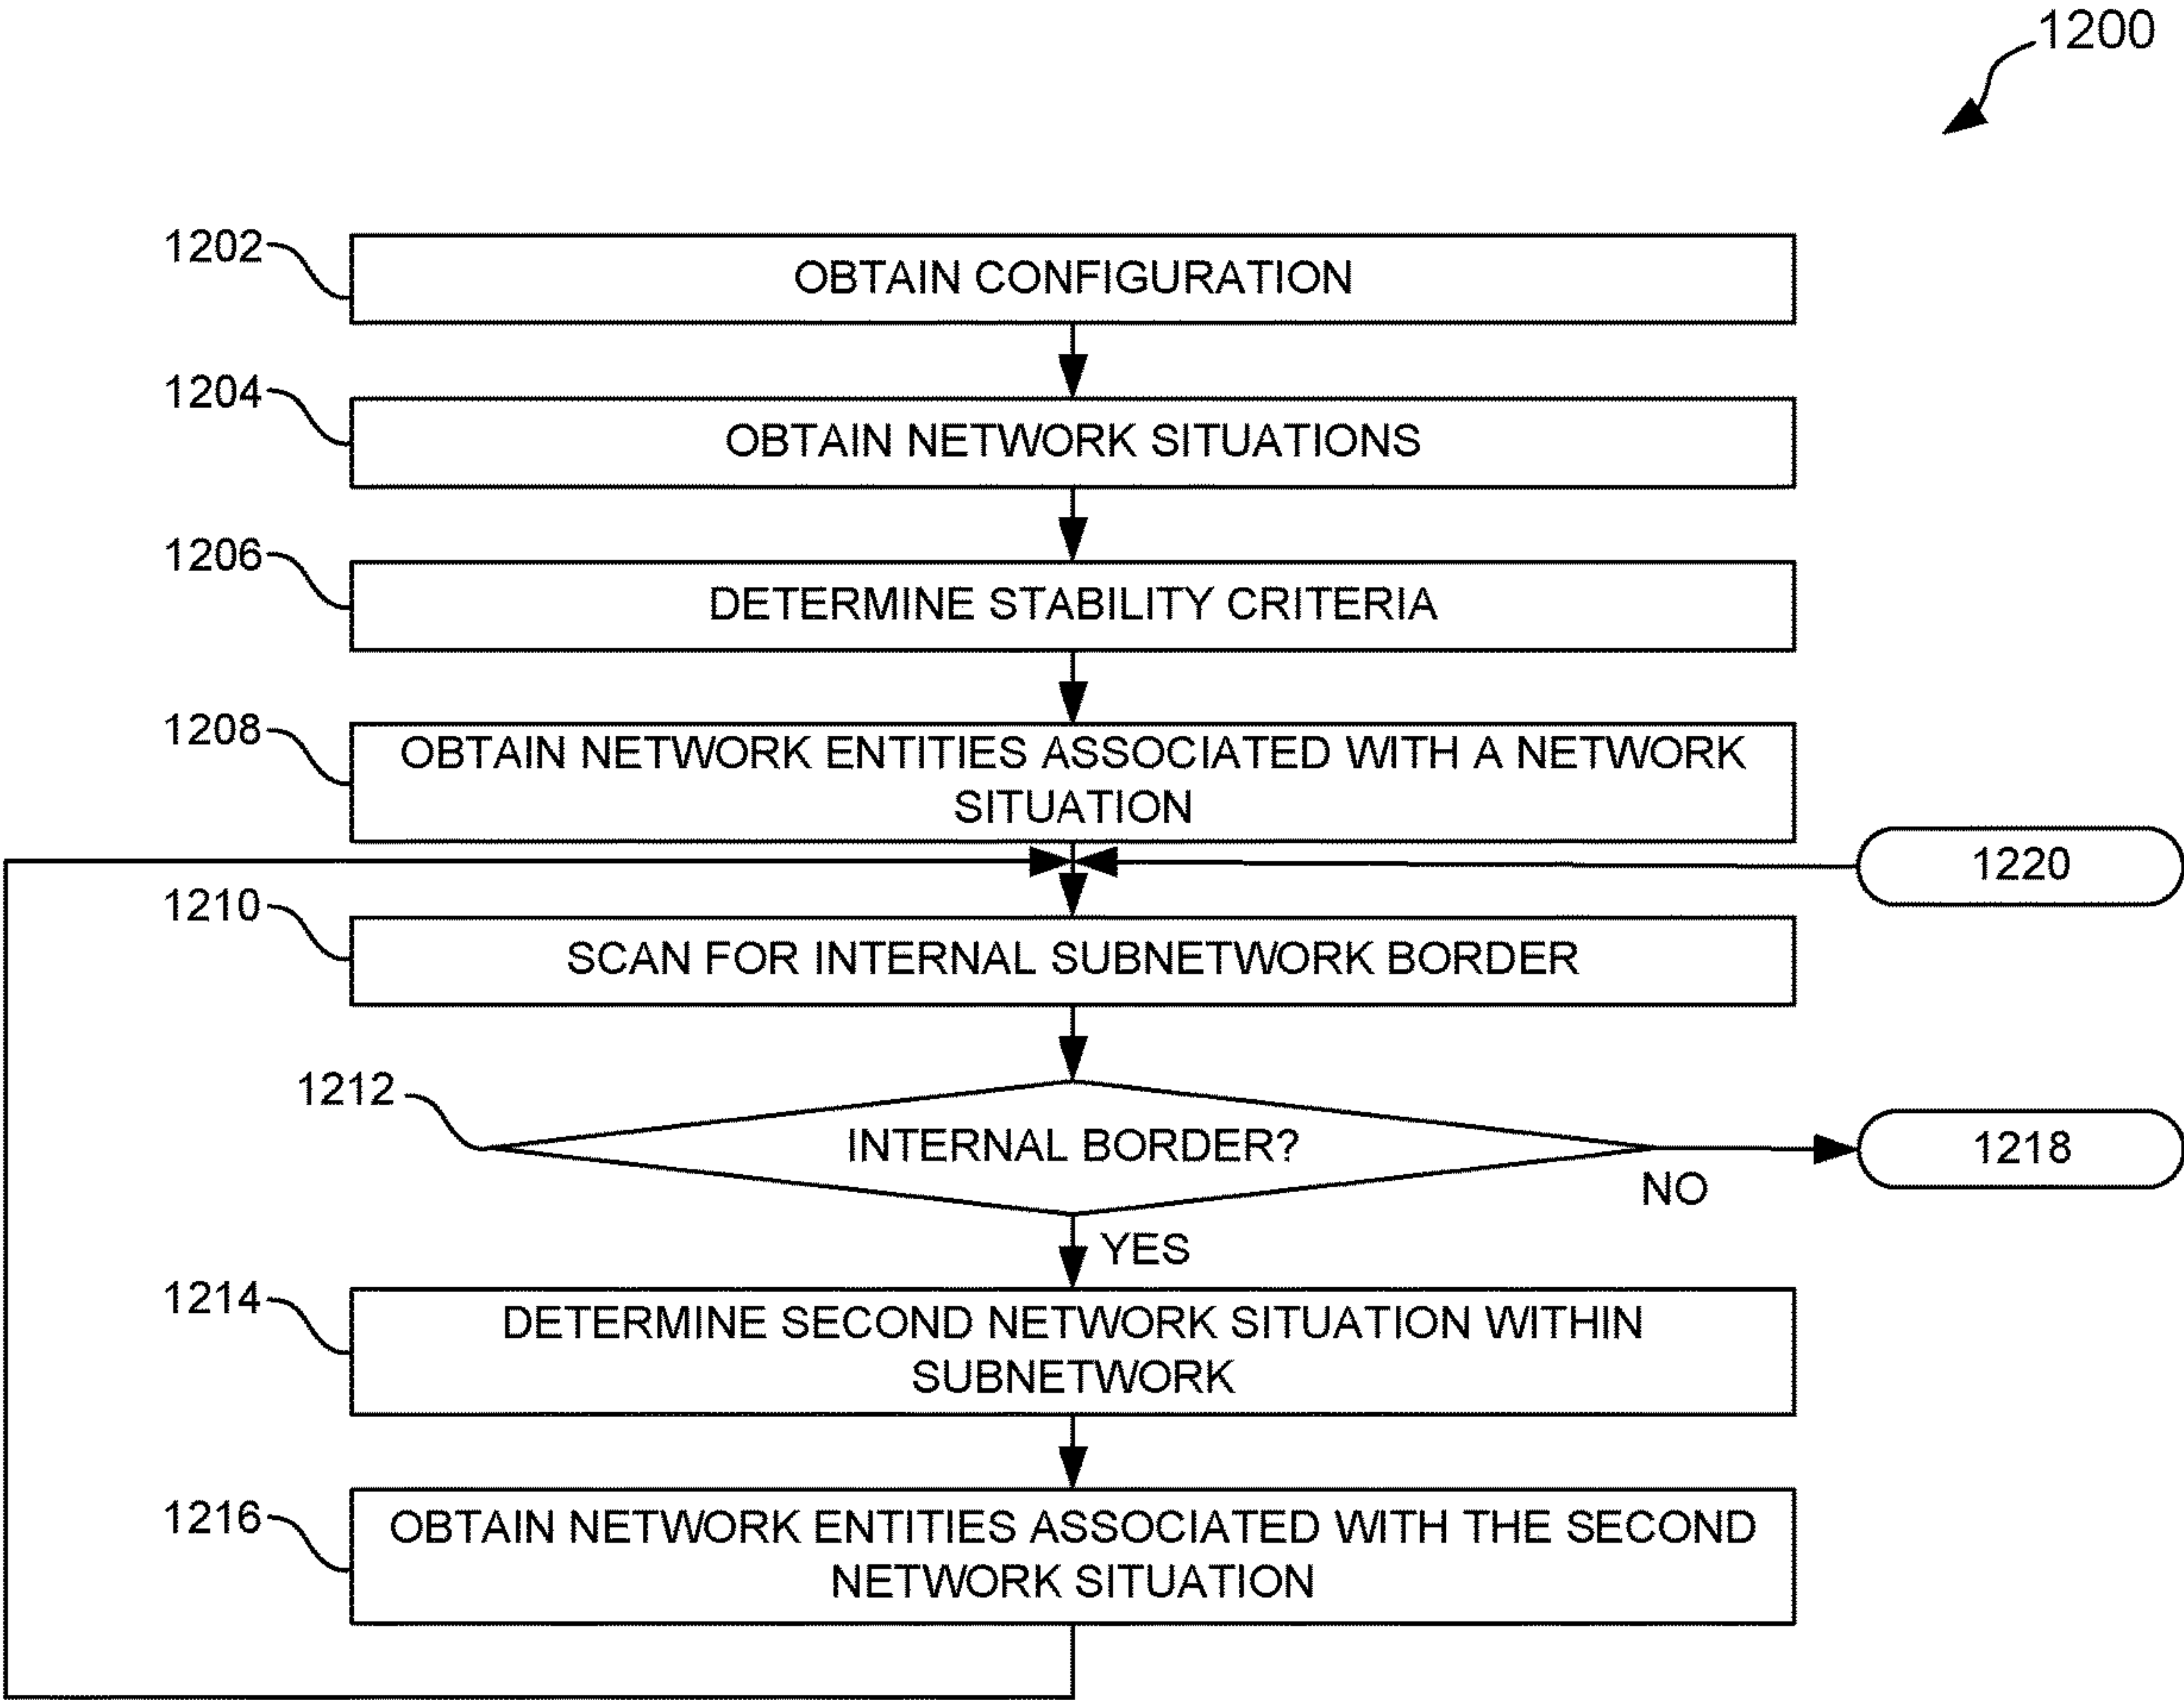 1200
1202
OBTAIN CONFIGURATION
1204
OBTAIN NETWORK SITUATIONS
1206
DETERMINE STABILITY CRITERIA
1208
OBTAIN NETWORK ENTITIES ASSOCIATED WITH A NETWORK
SITUATION
1220
1210
SCAN FOR INTERNAL SUBNETWORK BORDER
1212
INTERNAL BORDER?
1218
NO
YES
1214
DETERMINE SECOND NETWORK SITUATION WITHIN
SUBNETWORK
1216
OBTAIN NETWORK ENTITIES ASSOCIATED WITH THE SECOND
NETWORK SITUATION